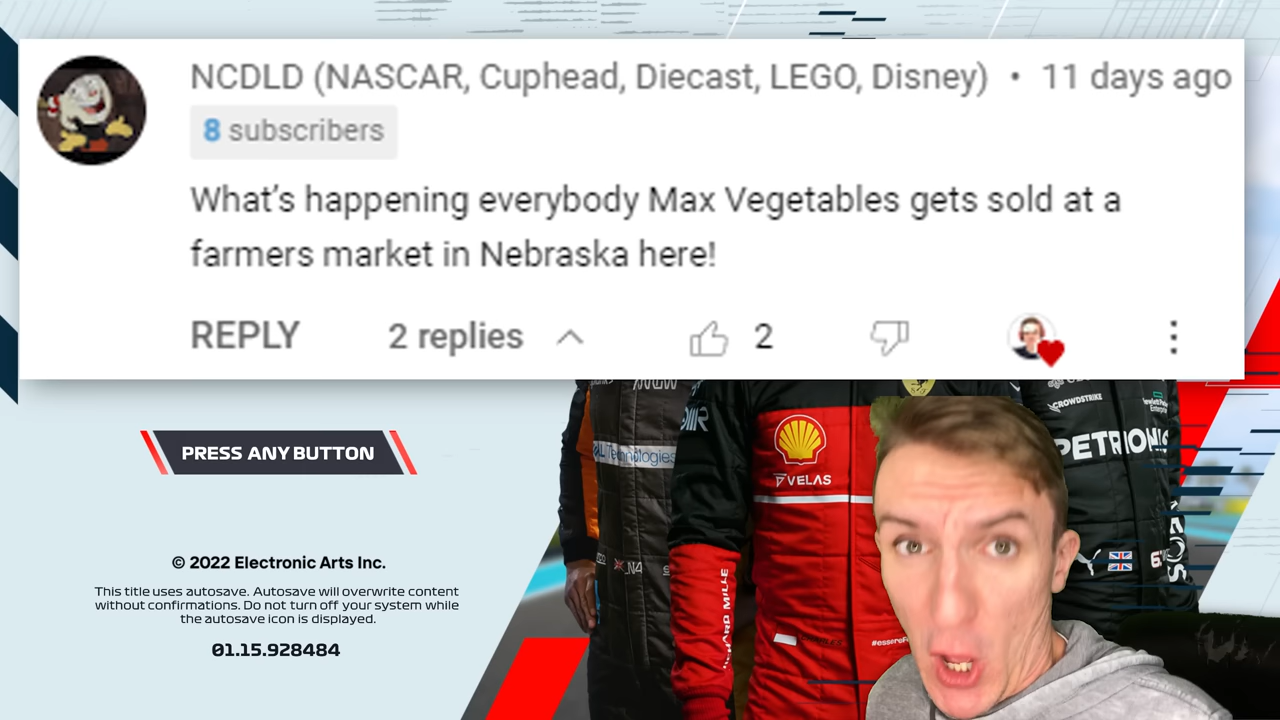 NCDLD (NASCAR, Cuphead, Diecast, LEGO, Disney) • 11 days ago
8 subscribers
What's happening everybody Max Vegetables gets sold at a
farmers market in Nebraska here!
REPLY 2 replies 2
CROWDSTRIKE
PETRONAS
Technologies
VELAS
RICHARD MILLE
PRESS ANY BUTTON
© 2022 Electronic Arts Inc.
This title uses autosave. Autosave will overwrite content
without confirmations. Do not turn off your system while
the autosave icon is displayed.
01.15.928484